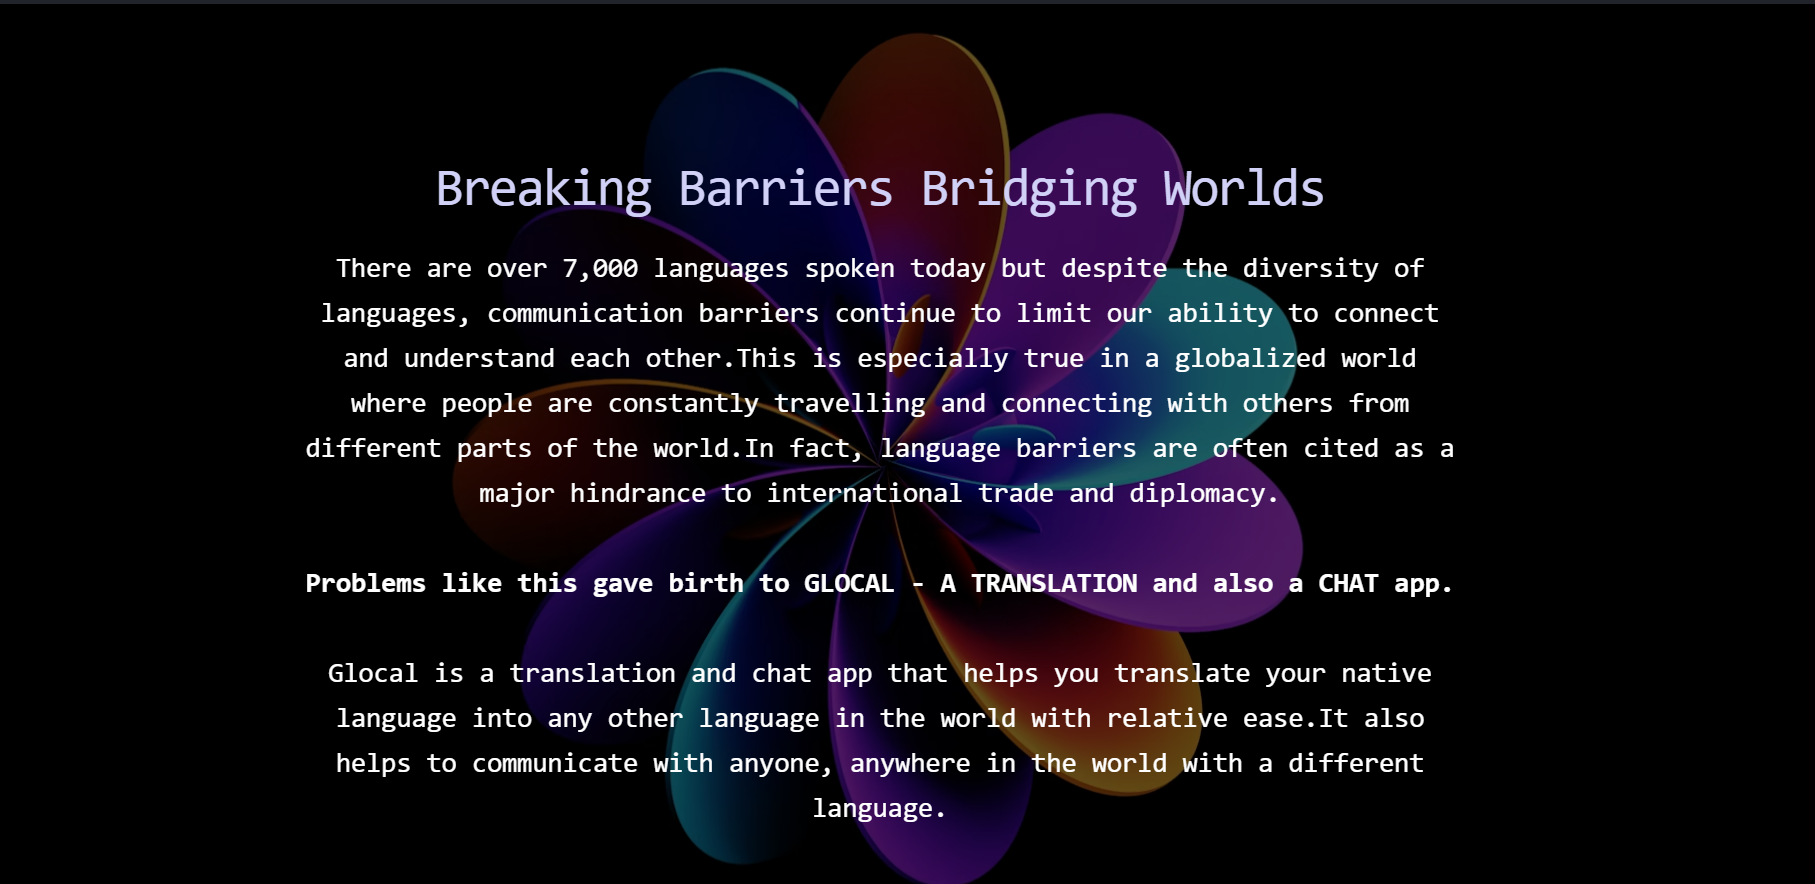 Breaking Barriers Bridging Worlds
There are over 7,000 languages spoken today but despite the diversity of
languages, communication barriers continue to limit our ability to connect
and understand each other.This is especially true in a globalized world
where people are constantly travelling and connecting with others from
different parts of the world.In fact, language barriers are often cited as a
major hindrance to international trade and diplomacy.
Problems like this gave birth to GLOCAL - A TRANSLATION and also a CHAT app.
Glocal is a translation and chat app that helps you translate your native
language into any other language in the world with relative ease.It also
helps to communicate with anyone, anywhere in the world with a different
language.